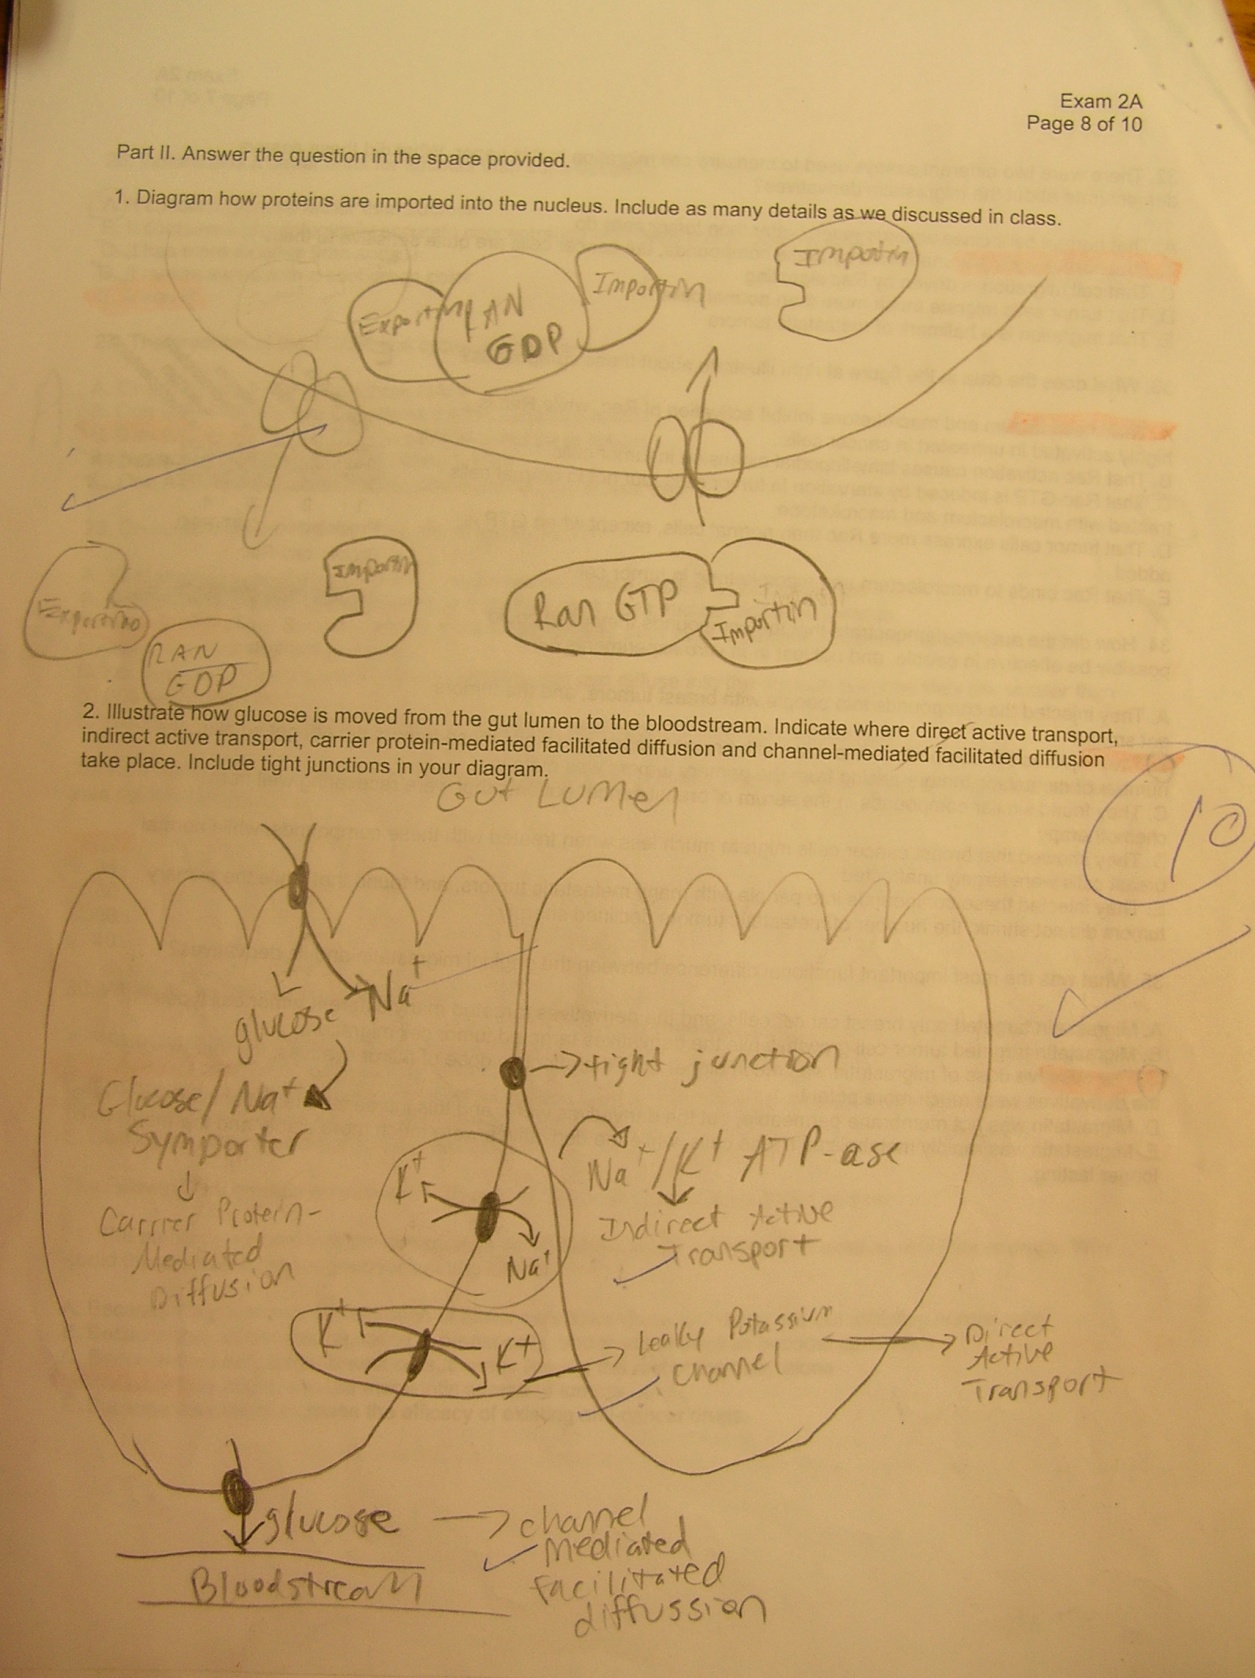 Exam 2A
Page 8 of 10
Part II. Answer the question in the space provided.
1. Diagram how proteins are imported into the nucleus. Include as many details as we discussed in class.
Importin
Importin
Exportin
RAN
GDP
Importin
Ran GTP
Importin
RAN
GDP
2. Illustrate how glucose is moved from the gut lumen to the bloodstream. Indicate where direct active transport,
indirect active transport, carrier protein-mediated facilitated diffusion and channel-mediated facilitated diffusion
take place. Include tight junctions in your diagram.
Gut Lumen
10
glucose
Na+
tight junction
Glucose/Na+
Symporter
Na+/K+ ATP-ase
K+
Na+
Indirect Active
Transport
Carrier Protein-
Mediated
Diffusion
K+
K+
Leaky Potassium
channel
Direct
Active
Transport
glucose
channel
mediated
facilitated
diffussion
Bloodstream